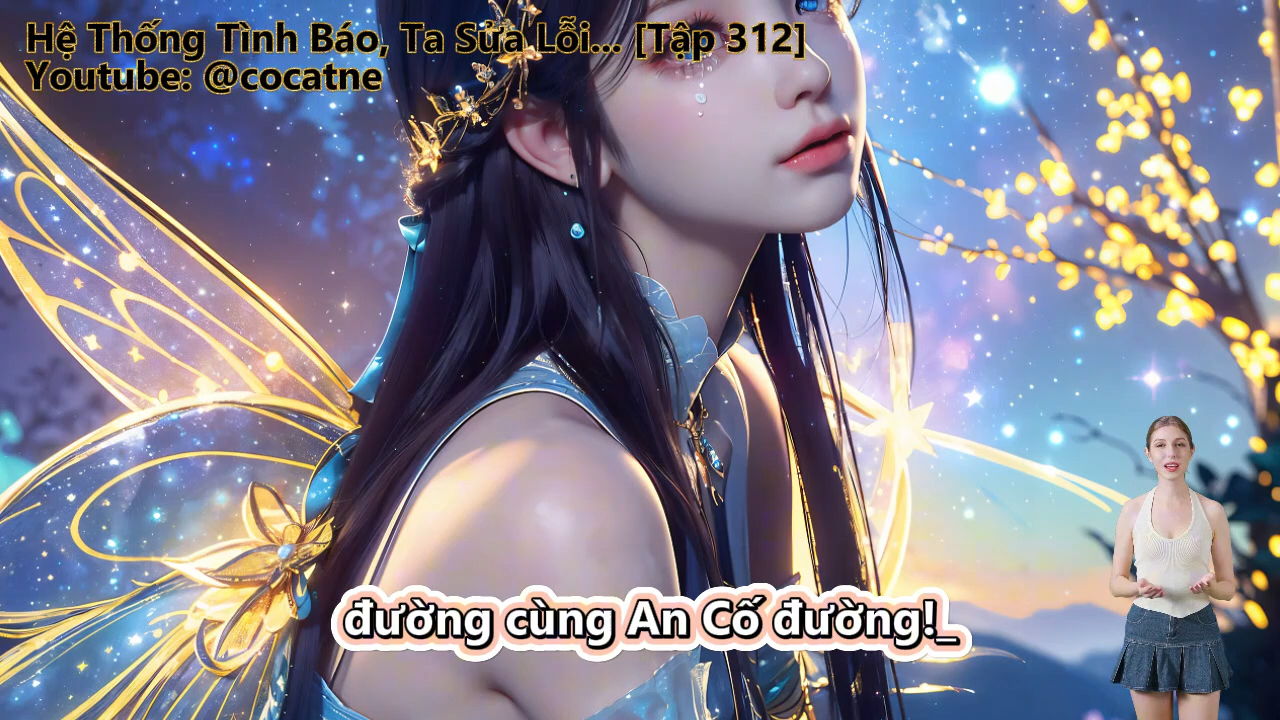 Hệ Thống Tình Báo, Ta Sửa Lỗi... [Tập 312]
Youtube: @cocatne
đường cùng An Cố đường!_